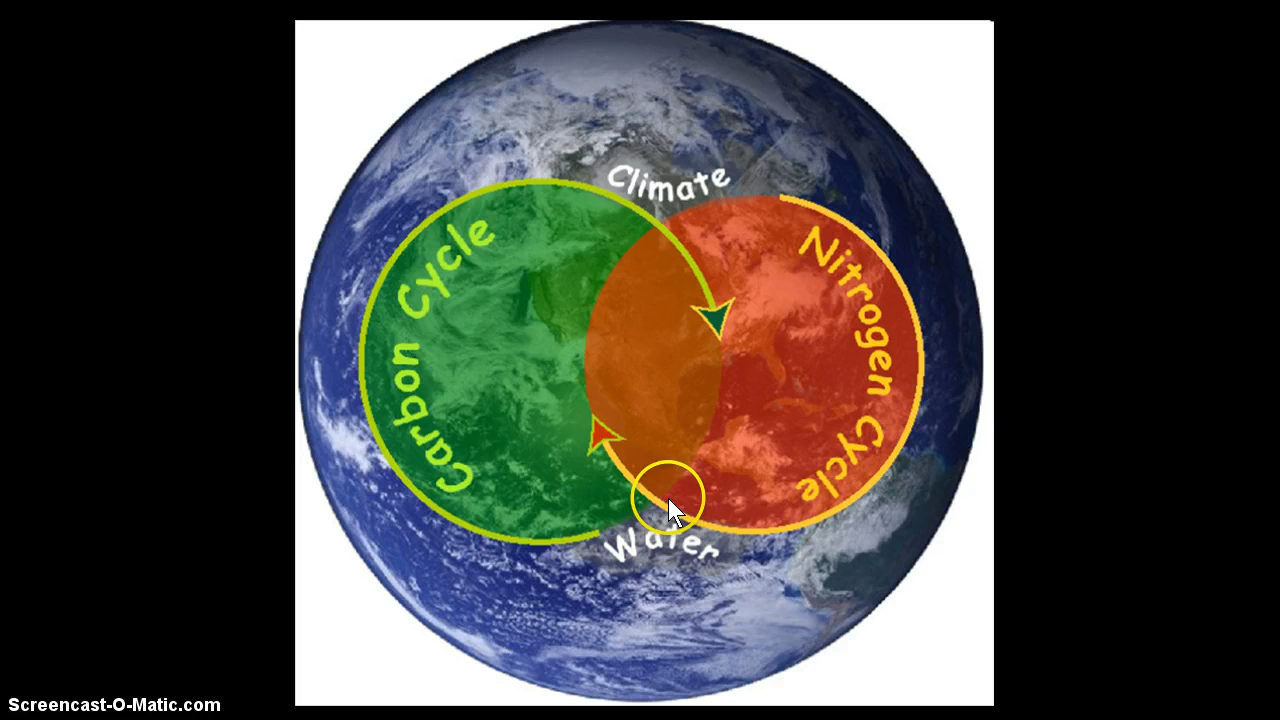 Climate
Carbon Cycle
Nitrogen Cycle
Water
Screencast-O-Matic.com